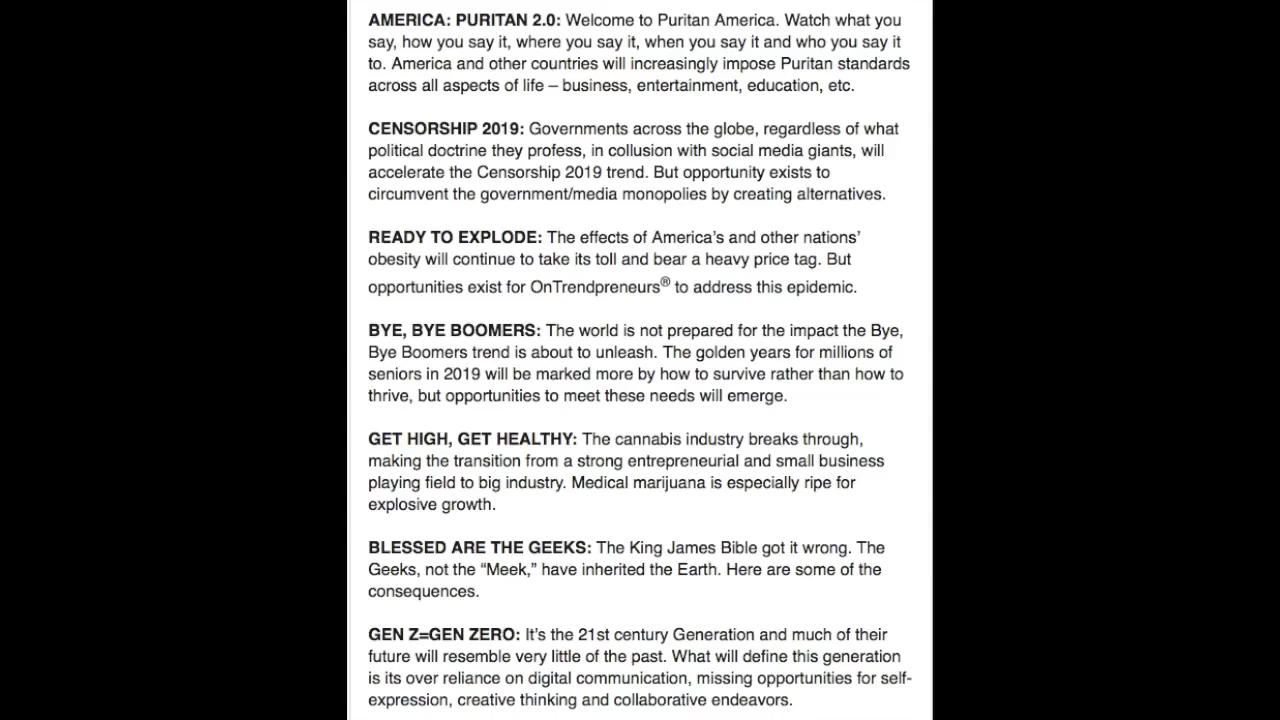 AMERICA: PURITAN 2.0: Welcome to Puritan America. Watch what you
say, how you say it, where you say it, when you say it and who you say it
to. America and other countries will increasingly impose Puritan standards
across all aspects of life – business, entertainment, education, etc.
CENSORSHIP 2019: Governments across the globe, regardless of what
political doctrine they profess, in collusion with social media giants, will
accelerate the Censorship 2019 trend. But opportunity exists to
circumvent the government/media monopolies by creating alternatives.
READY TO EXPLODE: The effects of America’s and other nations’
obesity will continue to take its toll and bear a heavy price tag. But
opportunities exist for OnTrendpreneurs® to address this epidemic.
BYE, BYE BOOMERS: The world is not prepared for the impact the Bye,
Bye Boomers trend is about to unleash. The golden years for millions of
seniors in 2019 will be marked more by how to survive rather than how to
thrive, but opportunities to meet these needs will emerge.
GET HIGH, GET HEALTHY: The cannabis industry breaks through,
making the transition from a strong entrepreneurial and small business
playing field to big industry. Medical marijuana is especially ripe for
explosive growth.
BLESSED ARE THE GEEKS: The King James Bible got it wrong. The
Geeks, not the “Meek,” have inherited the Earth. Here are some of the
consequences.
GEN Z=GEN ZERO: It’s the 21st century Generation and much of their
future will resemble very little of the past. What will define this generation
is its over reliance on digital communication, missing opportunities for self-
expression, creative thinking and collaborative endeavors.